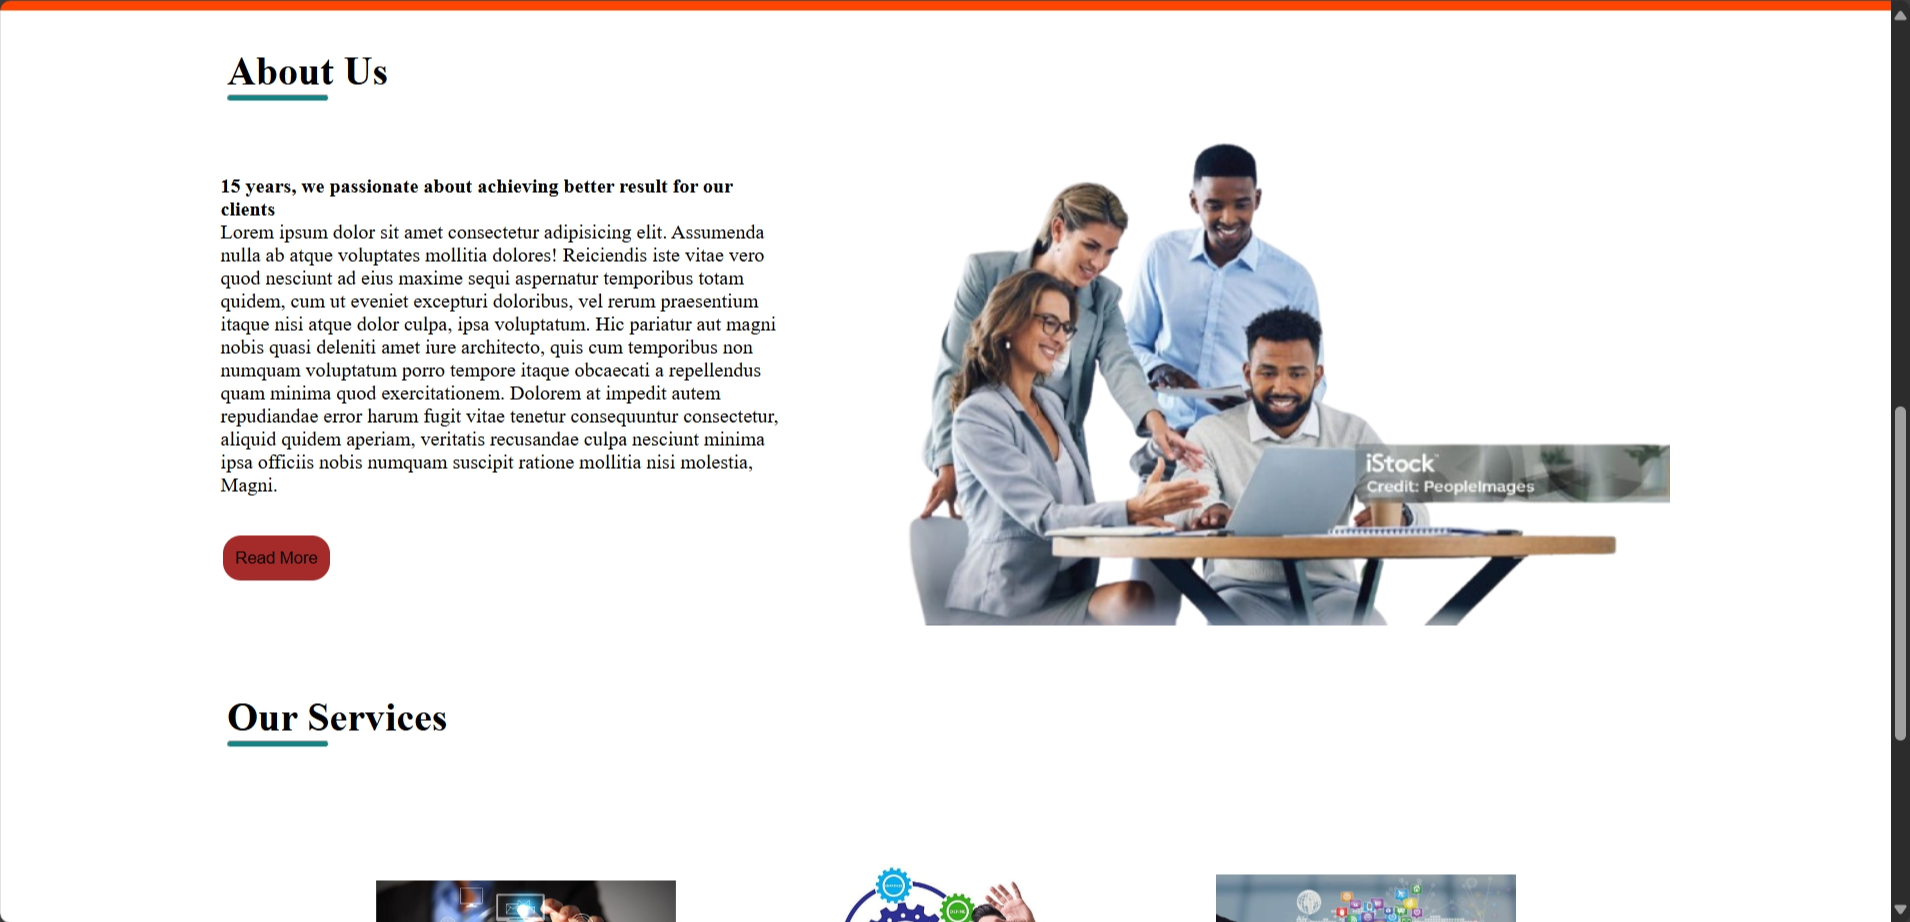 About Us
15 years, we passionate about achieving better result for our
clients
Lorem ipsum dolor sit amet consectetur adipisicing elit. Assumenda
nulla ab atque voluptates mollitia dolores! Reiciendis iste vitae vero
quod nesciunt ad eius maxime sequi aspernatur temporibus totam
quidem, cum ut eveniet excepturi doloribus, vel rerum praesentium
itaque nisi atque dolor culpa, ipsa voluptatum. Hic pariatur aut magni
nobis quasi deleniti amet iure architecto, quis cum temporibus non
numquam voluptatum porro tempore itaque obcaecati a repellendus
quam minima quod exercitationem. Dolorem at impedit autem
repudiandae error harum fugit vitae tenetur consequuntur consectetur,
aliquid quidem aperiam, veritatis recusandae culpa nesciunt minima
ipsa officiis nobis numquam suscipit ratione mollitia nisi molestia,
Magni.
Read More
iStock
Credit: PeopleImages
Our Services